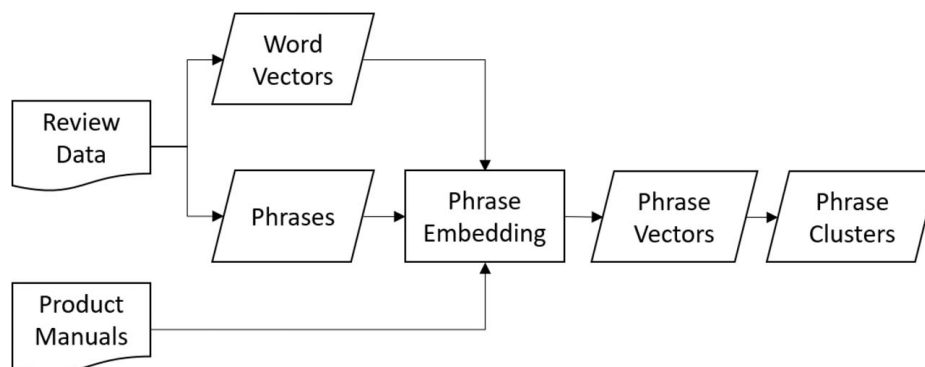 Word
Vectors
Review
Data
Phrases
Phrase
Embedding
Phrase
Vectors
Phrase
Clusters
Product
Manuals